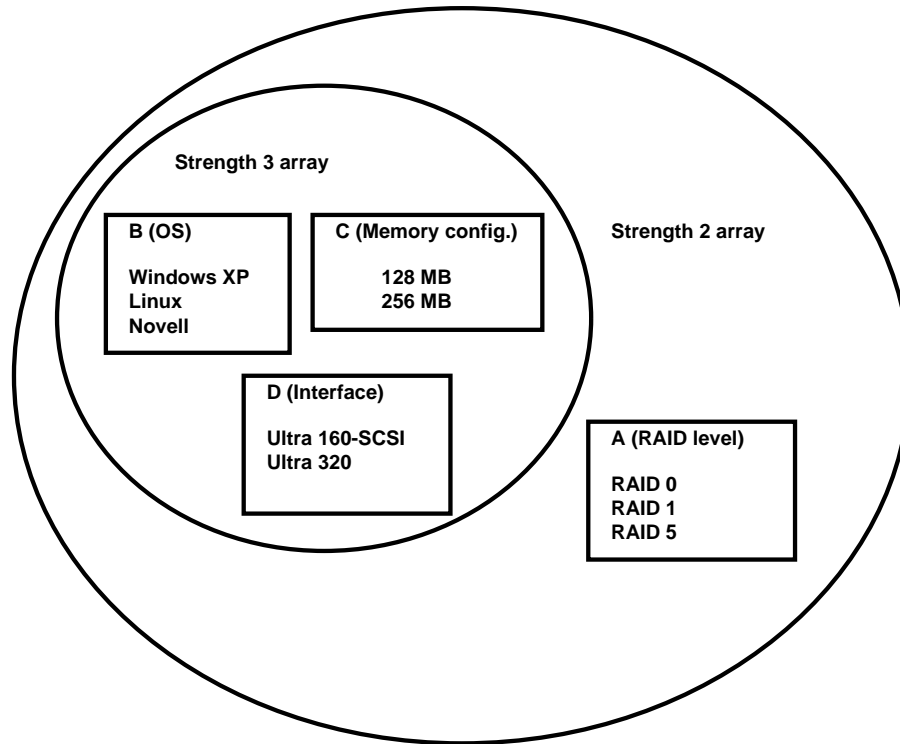 Strength 3 array
B (OS)
Windows XP
Linux
Novell
C (Memory config.)
128 MB
256 MB
Strength 2 array
D (Interface)
Ultra 160-SCSI
Ultra 320
A (RAID level)
RAID 0
RAID 1
RAID 5